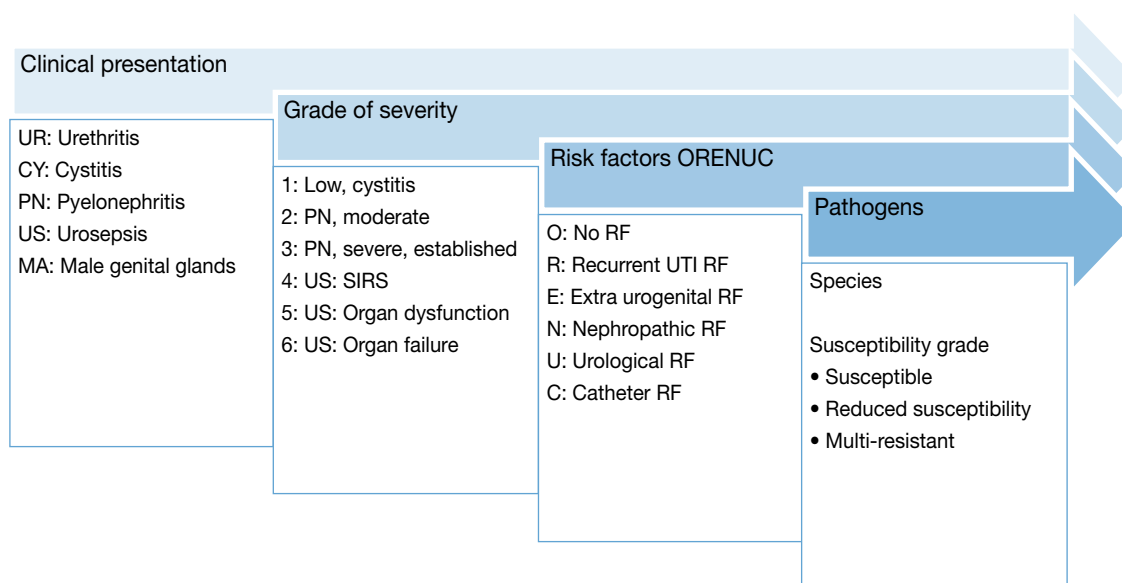 Clinical presentation
UR: Urethritis
CY: Cystitis
PN: Pyelonephritis
US: Urosepsis
MA: Male genital glands
Grade of severity
1: Low, cystitis
2: PN, moderate
3: PN, severe, established
4: US: SIRS
5: US: Organ dysfunction
6: US: Organ failure
Risk factors ORENUC
O: No RF
R: Recurrent UTI RF
E: Extra urogenital RF
N: Nephropathic RF
U: Urological RF
C: Catheter RF
Pathogens
Species
Susceptibility grade
• Susceptible
• Reduced susceptibility
• Multi-resistant